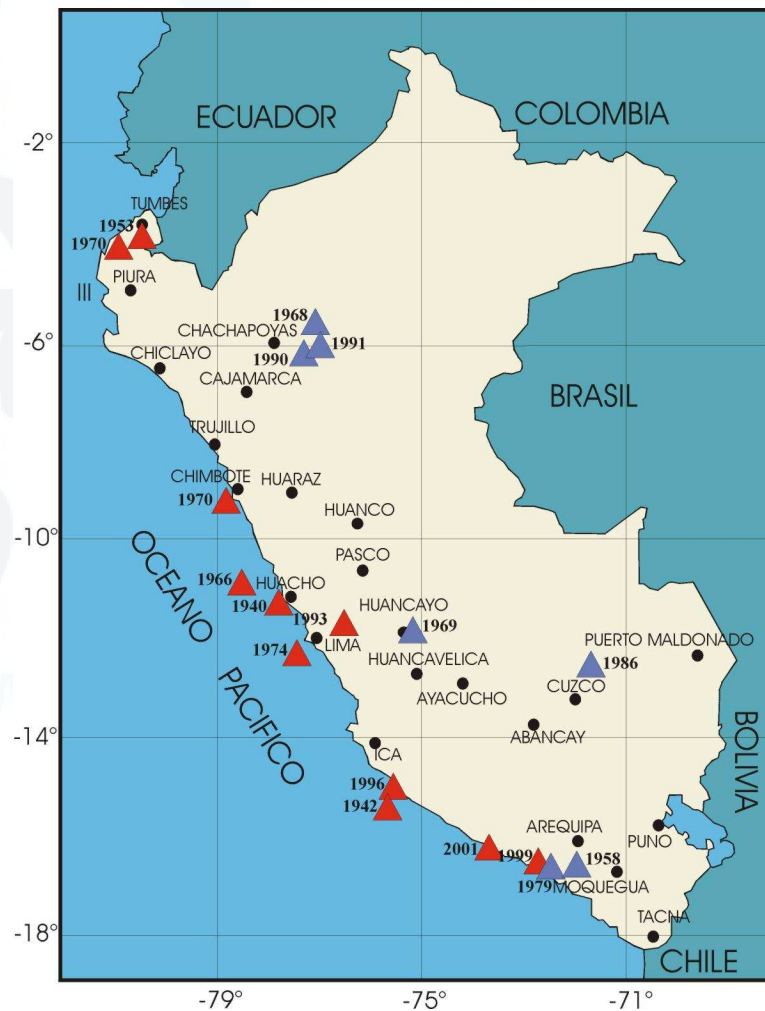 ECUADOR
COLOMBIA
-2°
TUMBES
1953
1970
PIURA
III
1968
CHACHAPOYAS
1991
-6°
1990
CHICLAYO
CAJAMARCA
BRASIL
TRUJILLO
CHIMBOTE
HUARAZ
1970
HUANCO
-10°
PASCO
OCEANO PACIFICO
1966
HUACHO
1940
1993
HUANCAYO
1969
LIMA
1974
PUERTO MALDONADO
HUANCAVELICA
1986
CUZCO
AYACUCHO
ABANCAY
BOLIVIA
-14°
ICA
1996
1942
AREQUIPA
PUNO
2001
1999
1958
1979
MOQUEGUA
TACNA
-18°
CHILE
-79°
-75°
-71°